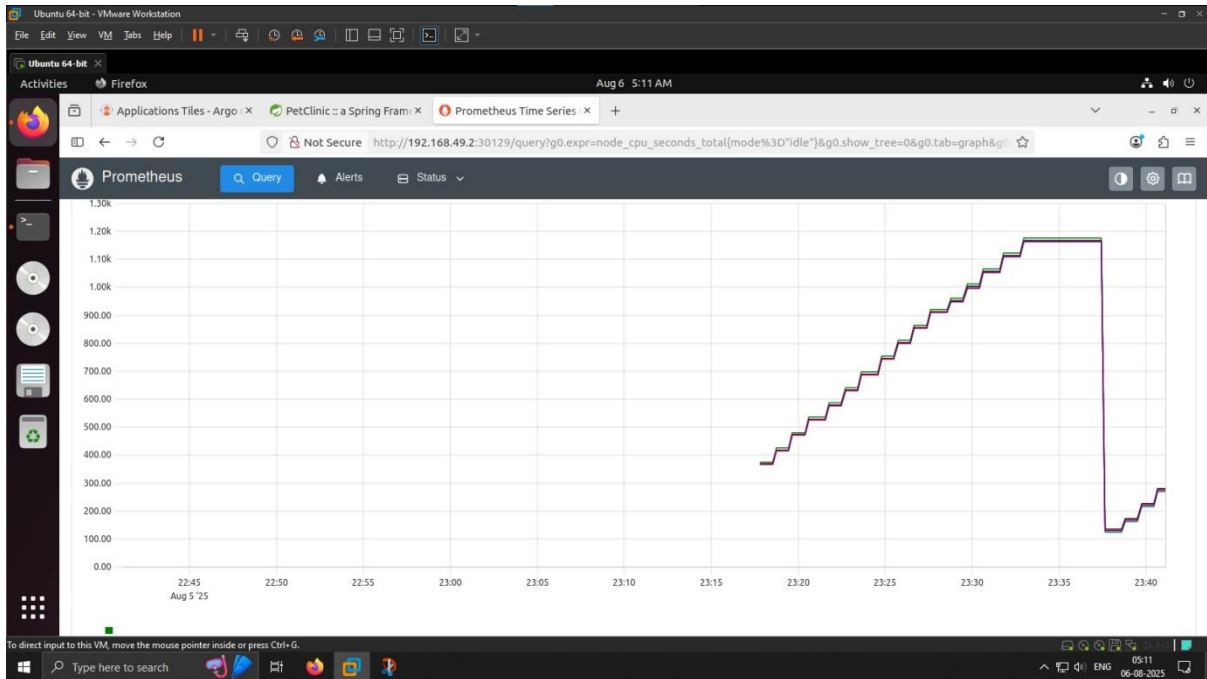 Ubuntu 64-bit - VMware Workstation
File Edit View VM Tabs Help
Ubuntu 64-bit
Activities Firefox Aug 6 5:11 AM
Applications Tiles - Argo PetClinic :: a Spring Fram Prometheus Time Series +
Not Secure http://192.168.49.2:30129/query?g0.expr=node_cpu_seconds_total{mode%3D"idle"}&g0.show_tree=0&g0.tab=graph&g0
Prometheus Query Alerts Status
1.30k
1.20k
1.10k
1.00k
900.00
800.00
700.00
600.00
500.00
400.00
300.00
200.00
100.00
0.00
22:45 22:50 22:55 23:00 23:05 23:10 23:15 23:20 23:25 23:30 23:35 23:40
Aug 5 '25
To direct input to this VM, move the mouse pointer inside or press Ctrl+G.
Type here to search ENG 05:11
06-08-2025